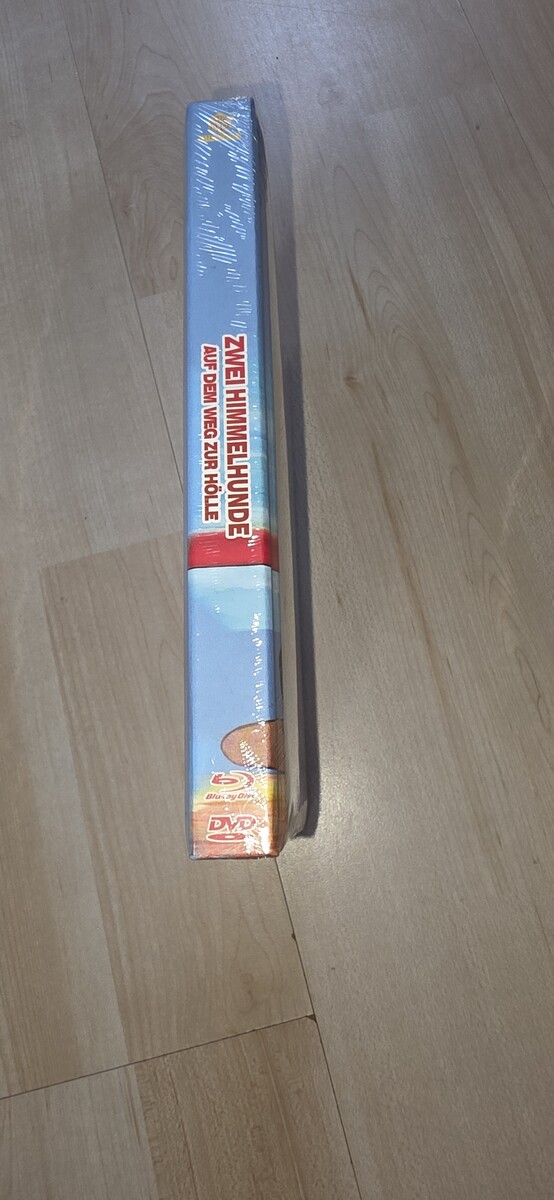 ZWEI HIMMELHUNDE
AUF DEM WEG ZUR HÖLLE
Blu-ray Disc
DVD